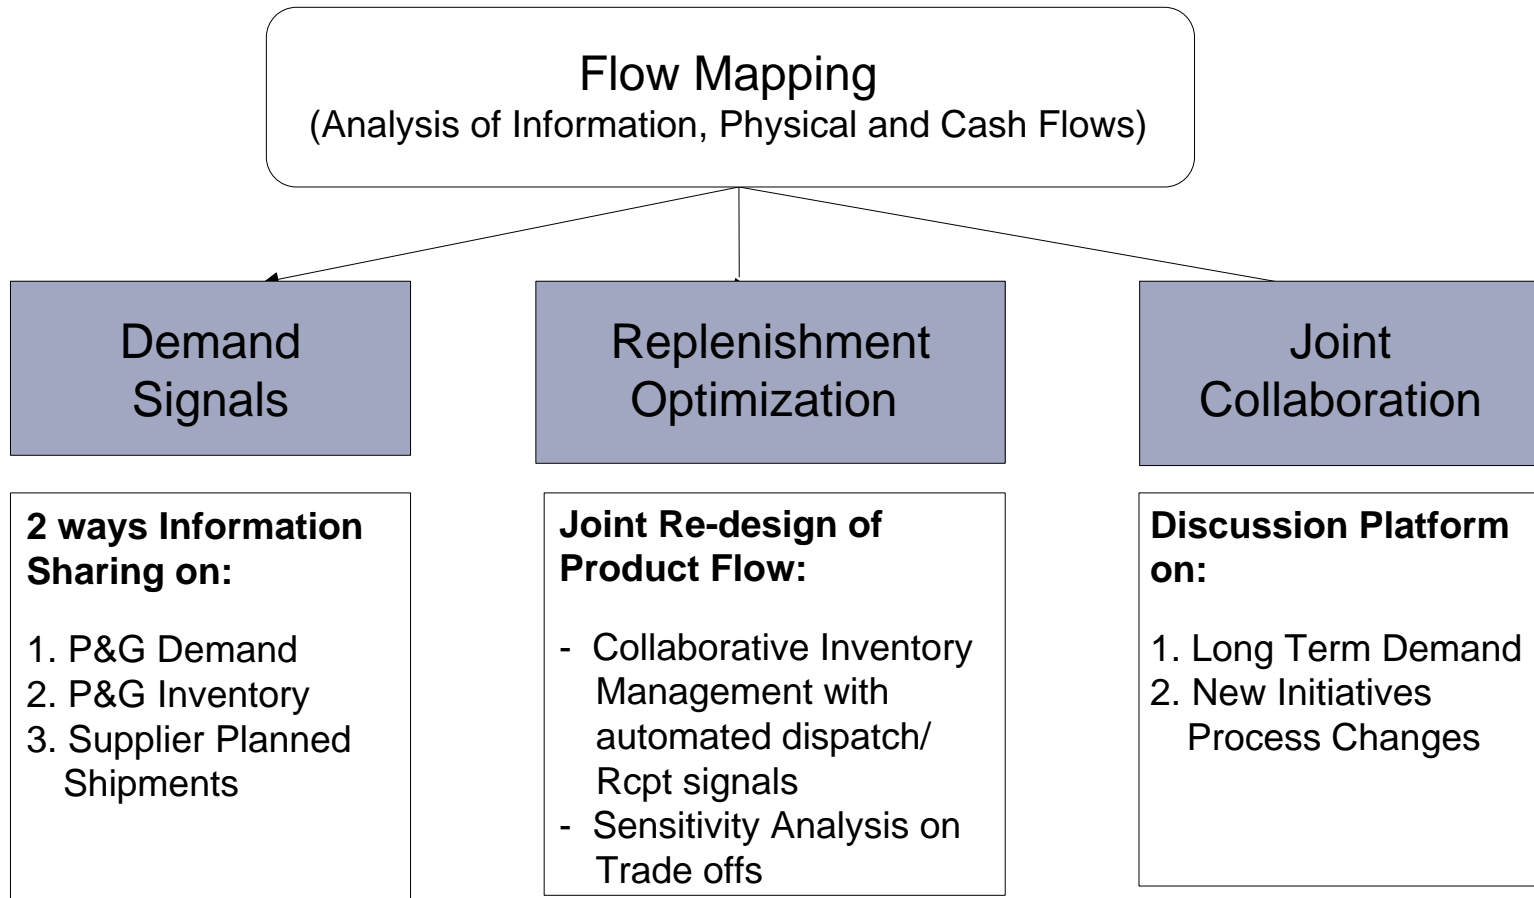 Flow Mapping
(Analysis of Information, Physical and Cash Flows)
Demand
Signals
2 ways Information
Sharing on:
1. P&G Demand
2. P&G Inventory
3. Supplier Planned
Shipments
Replenishment
Optimization
Joint Re-design of
Product Flow:
- Collaborative Inventory
Management with
automated dispatch/
Rcpt signals
- Sensitivity Analysis on
Trade offs
Joint
Collaboration
Discussion Platform
on:
1. Long Term Demand
2. New Initiatives
Process Changes